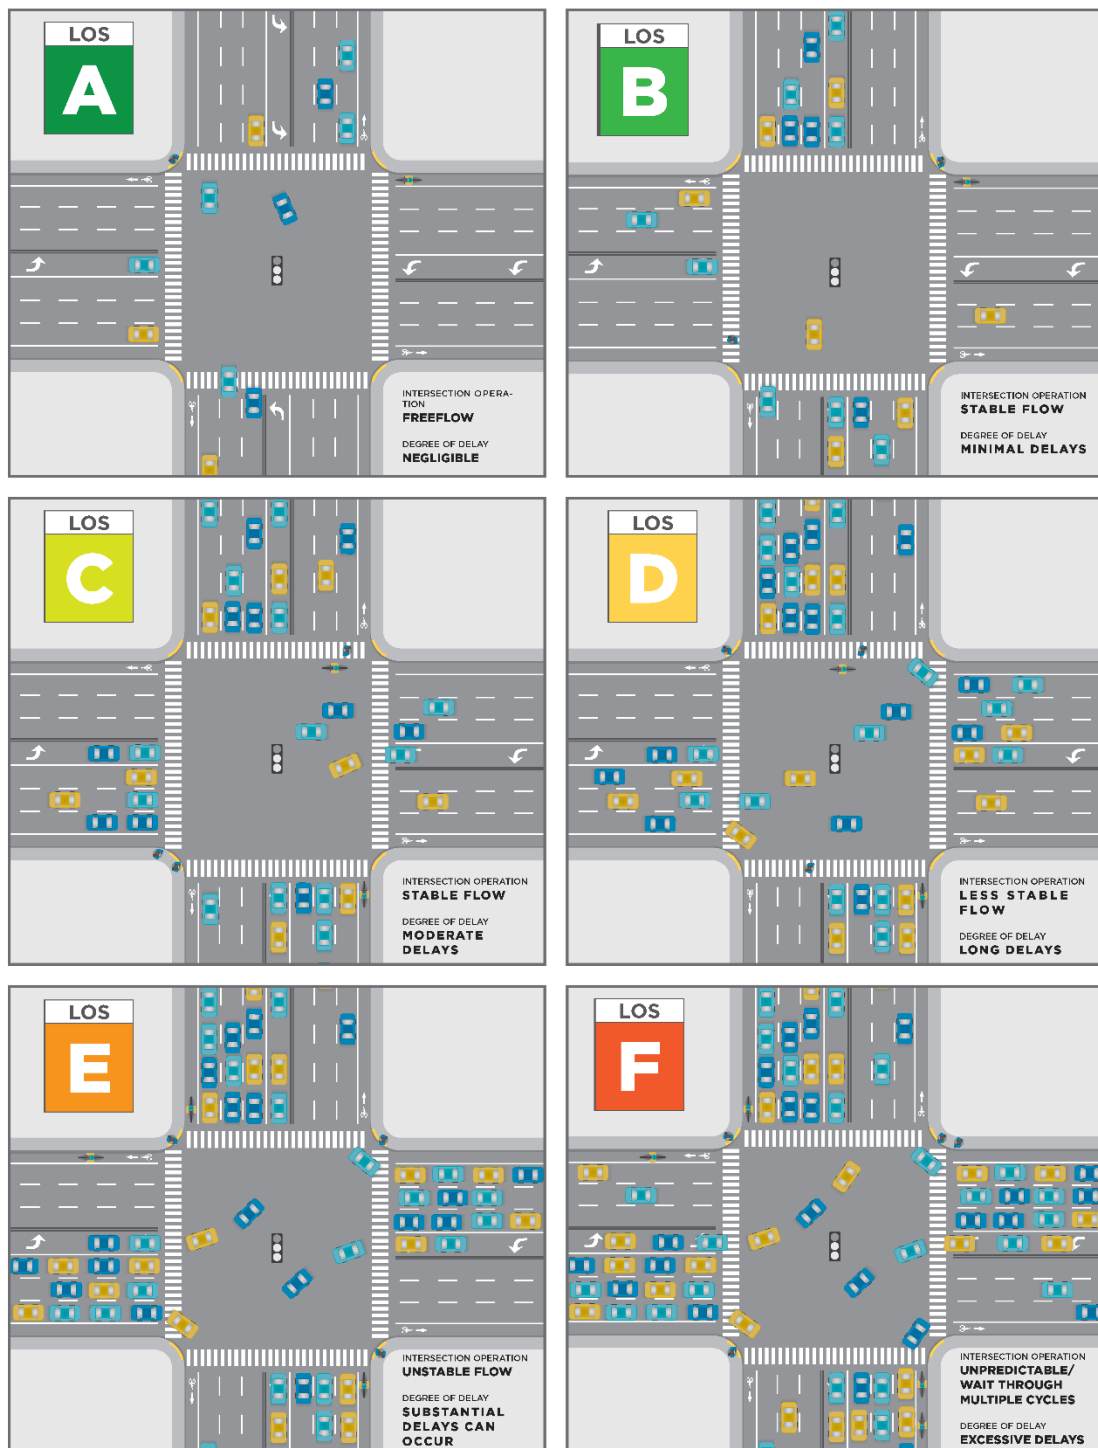 LOS
A
INTERSECTION OPERA-
TION
FREEFLOW
DEGREE OF DELAY
NEGLIGIBLE
LOS
B
INTERSECTION OPERATION
STABLE FLOW
DEGREE OF DELAY
MINIMAL DELAYS
LOS
C
INTERSECTION OPERATION
STABLE FLOW
DEGREE OF DELAY
MODERATE
DELAYS
LOS
D
INTERSECTION OPERATION
LESS STABLE
FLOW
DEGREE OF DELAY
LONG DELAYS
LOS
E
INTERSECTION OPERATION
UNSTABLE FLOW
DEGREE OF DELAY
SUBSTANTIAL
DELAYS CAN
OCCUR
LOS
F
INTERSECTION OPERATION
UNPREDICTABLE/
WAIT THROUGH
MULTIPLE CYCLES
DEGREE OF DELAY
EXCESSIVE DELAYS